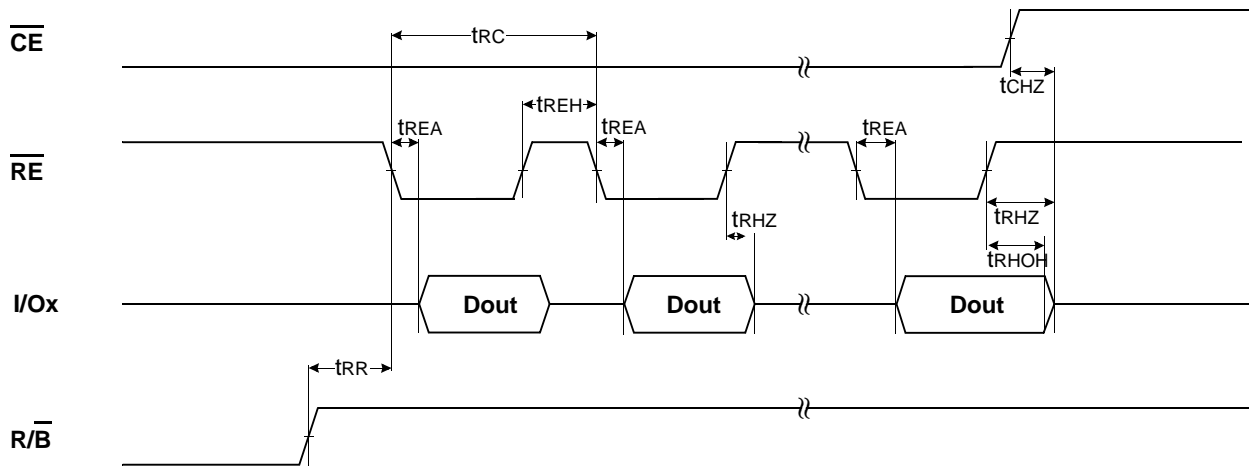 CE
tRC
tCHZ
tREH
tREA
tREA
tREA
RE
tRHZ
tRHZ
tRHOH
I/Ox
Dout
Dout
Dout
tRR
R/B